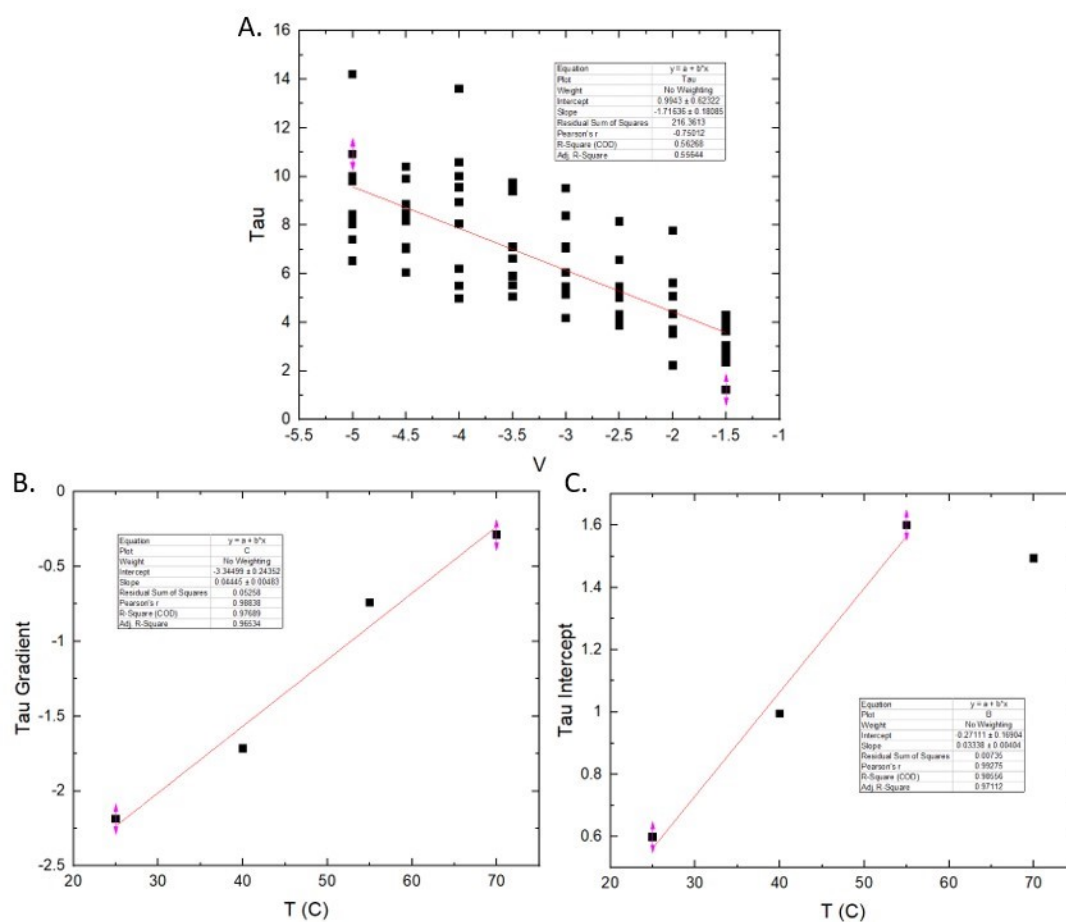 A.
16
14
12
10
8
6
4
2
0
Tau
Equation y = a + b*x
Plot Tau
Weight No Weighting
Intercept 0.9943 ± 0.62322
Slope -1.71636 ± 0.18085
Residual Sum of Squares 216.3613
Pearson's r -0.75012
R-Square (COD) 0.56268
Adj. R-Square 0.55644
-5.5 -5 -4.5 -4 -3.5 -3 -2.5 -2 -1.5 -1
V
B.
0
-0.5
-1
-1.5
-2
-2.5
Tau Gradient
Equation y = a + b*x
Plot C
Weight No Weighting
Intercept -3.34499 ± 0.24352
Slope 0.04445 ± 0.00483
Residual Sum of Squares 0.05258
Pearson's r 0.98838
R-Square (COD) 0.97689
Adj. R-Square 0.96534
20 30 40 50 60 70
T (C)
C.
1.6
1.4
1.2
1
0.8
0.6
Tau Intercept
Equation y = a + b*x
Plot B
Weight No Weighting
Intercept -0.27111 ± 0.16904
Slope 0.03338 ± 0.00404
Residual Sum of Squares 0.00735
Pearson's r 0.99275
R-Square (COD) 0.98556
Adj. R-Square 0.97112
20 30 40 50 60 70
T (C)